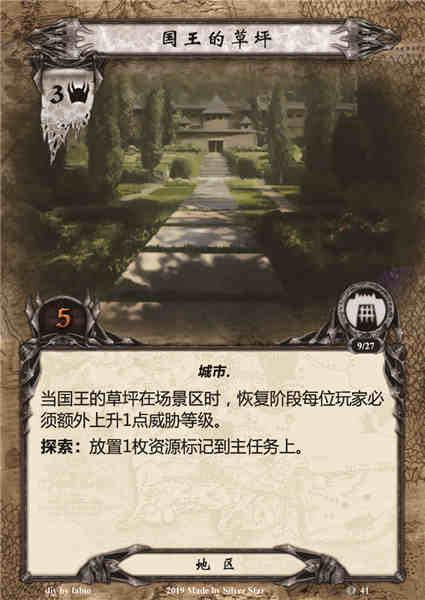 国王的草坪
3
5
9/27
城市.
当国王的草坪在场景区时，恢复阶段每位玩家必
须额外上升1点威胁等级。
探索：放置1枚资源标记到主任务上。
地区
diy by fabio
2019 Made by Silver Star
41